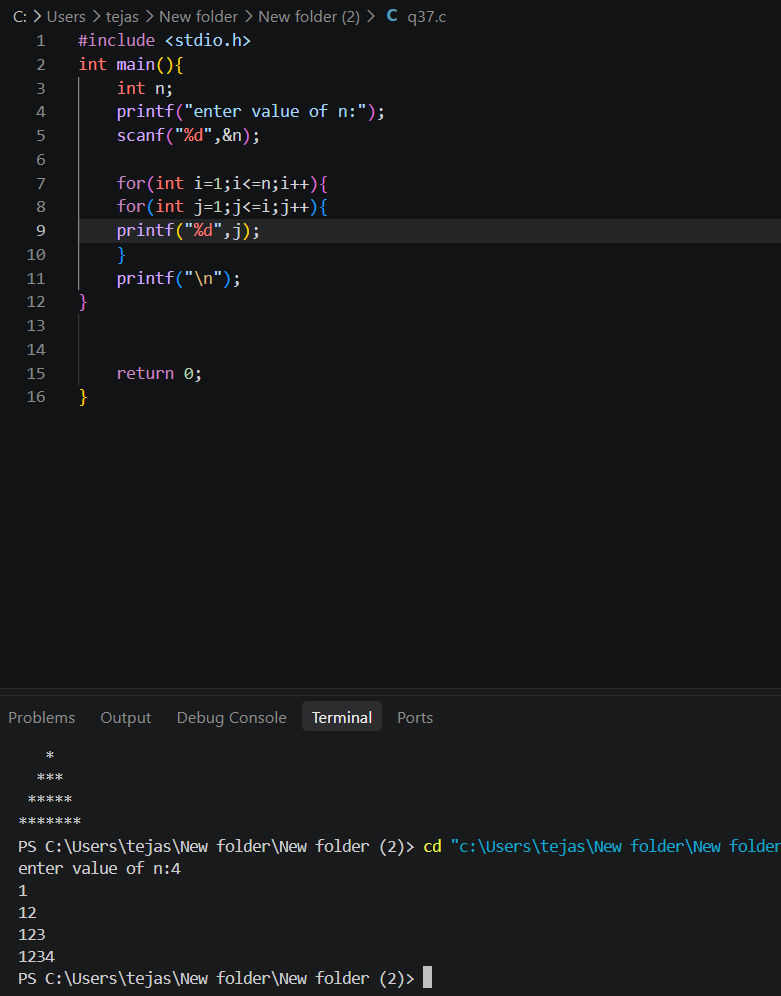 C: > Users > tejas > New folder > New folder (2) > C q37.c
1 #include <stdio.h>
2 int main(){
3     int n;
4     printf("enter value of n:");
5     scanf("%d",&n);
6
7     for(int i=1;i<=n;i++){
8     for(int j=1;j<=i;j++){
9     printf("%d",j);
10     }
11     printf("\n");
12 }
13
14
15     return 0;
16 }
Problems Output Debug Console Terminal Ports
   *
  ***
 *****
*******
PS C:\Users\tejas\New folder\New folder (2)> cd "c:\Users\tejas\New folder\New folder
enter value of n:4
1
12
123
1234
PS C:\Users\tejas\New folder\New folder (2)>